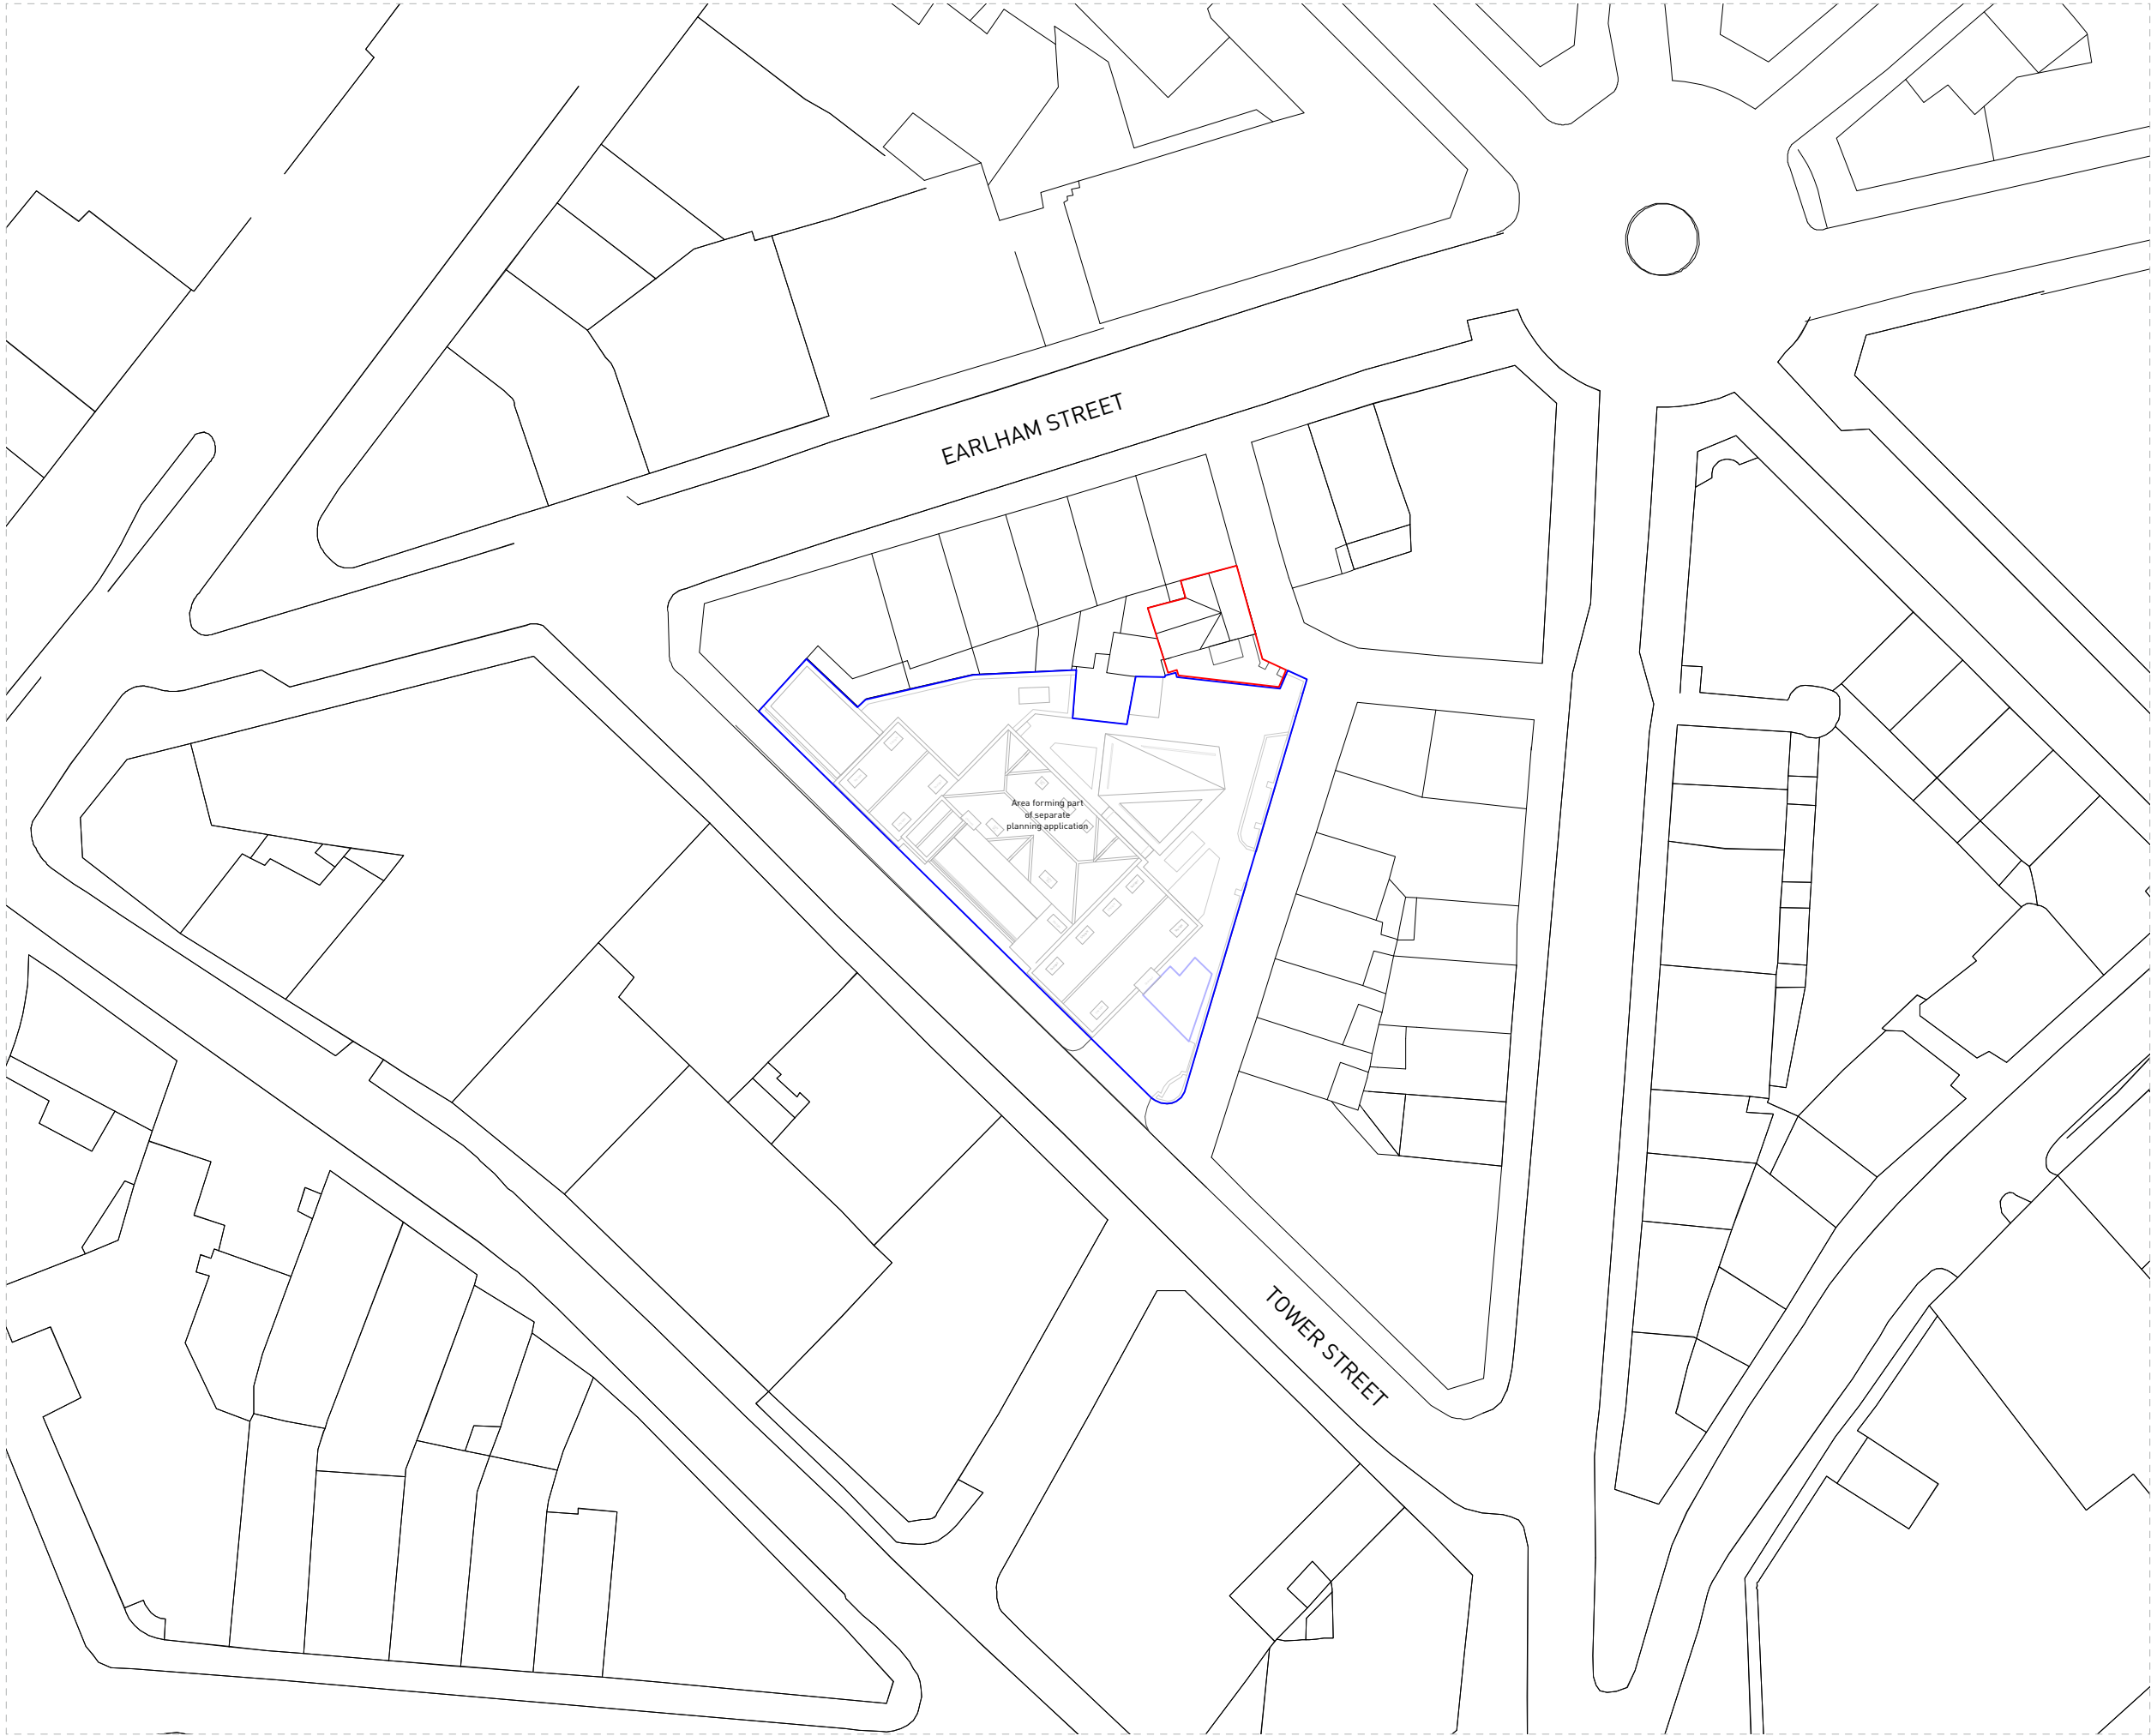 EARLHAM STREET
Area forming part
of separate
planning application
TOWER STREET